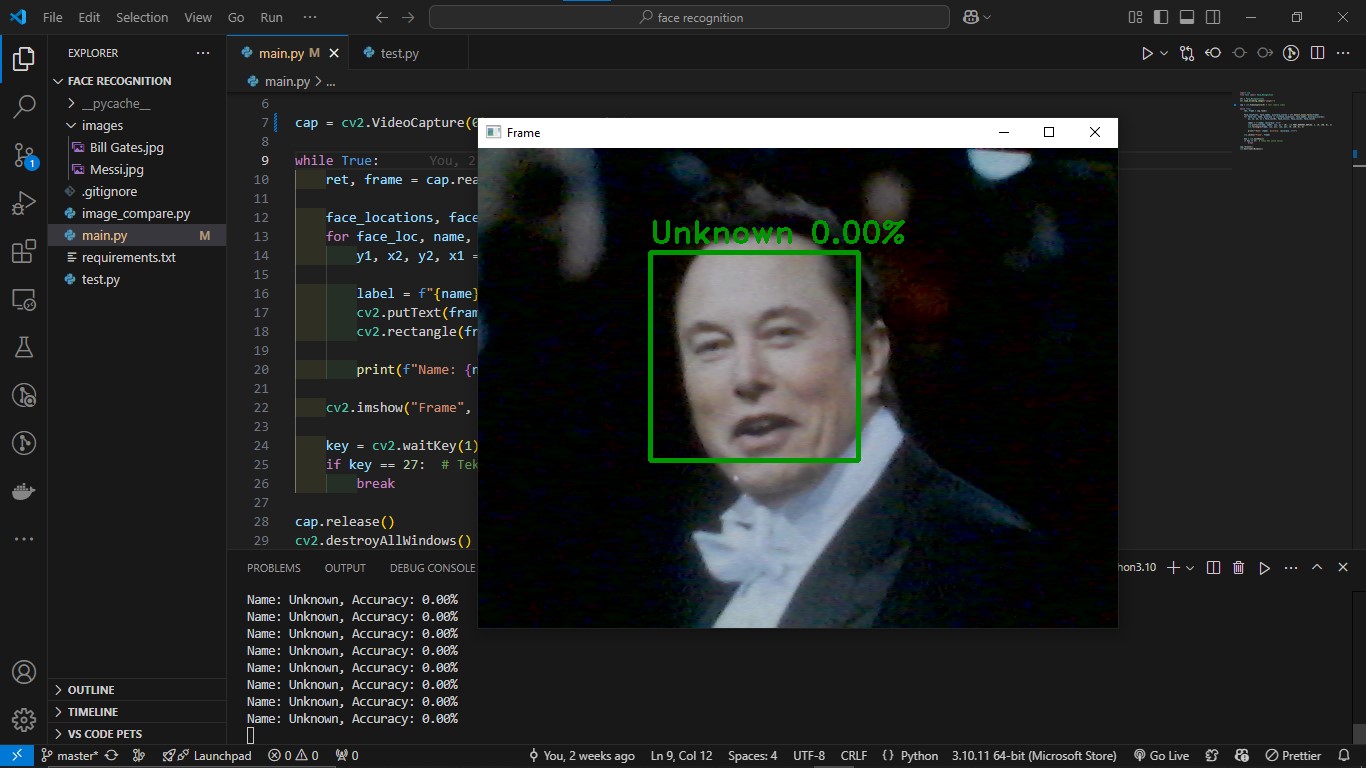 File Edit Selection View Go Run ···
face recognition
EXPLORER ···
FACE RECOGNITION
__pycache__
images
Bill Gates.jpg
Messi.jpg
.gitignore
image_compare.py
main.py M
requirements.txt
test.py
OUTLINE
TIMELINE
VS CODE PETS
1
main.py M
test.py
main.py > ...
6
7 cap = cv2.VideoCapture(
8
9 while True: You, 2
10 ret, frame = cap.rea
11
12 face_locations, face
13 for face_loc, name,
14 y1, x2, y2, x1 =
15
16 label = f"{name}
17 cv2.putText(fram
18 cv2.rectangle(fr
19
20 print(f"Name: {n
21
22 cv2.imshow("Frame",
23
24 key = cv2.waitKey(1)
25 if key == 27: # Tek
26 break
27
28 cap.release()
29 cv2.destroyAllWindows()
Frame
Unknown 0.00%
PROBLEMS OUTPUT DEBUG CONSOLE
hon3.10
Name: Unknown, Accuracy: 0.00%
Name: Unknown, Accuracy: 0.00%
Name: Unknown, Accuracy: 0.00%
Name: Unknown, Accuracy: 0.00%
Name: Unknown, Accuracy: 0.00%
Name: Unknown, Accuracy: 0.00%
Name: Unknown, Accuracy: 0.00%
Name: Unknown, Accuracy: 0.00%
master* Launchpad 0 0 0 You, 2 weeks ago Ln 9, Col 12 Spaces: 4 UTF-8 CRLF {} Python 3.10.11 64-bit (Microsoft Store) Go Live Prettier